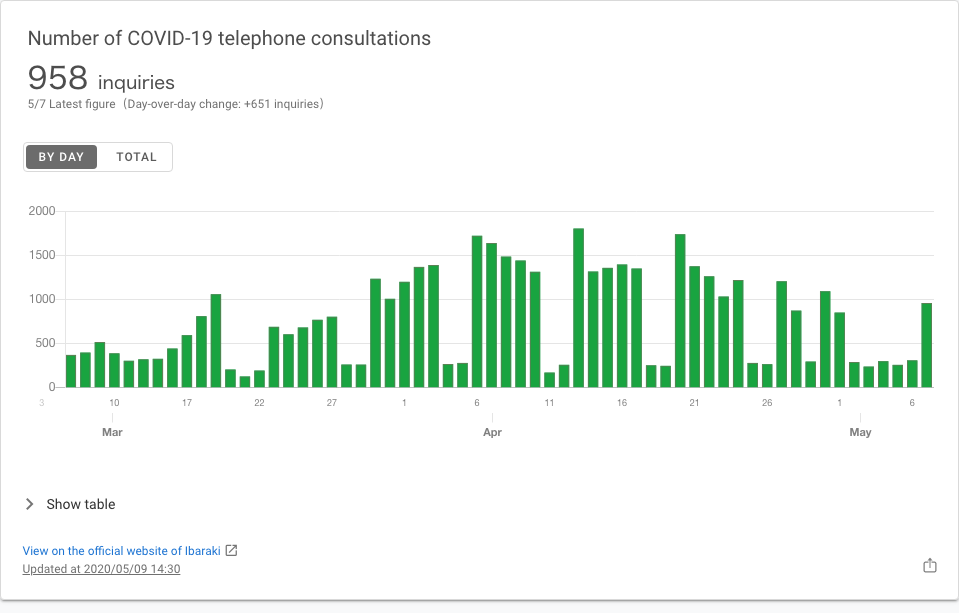 Number of COVID-19 telephone consultations
958 inquiries
5/7 Latest figure（Day-over-day change: +651 inquiries）
BY DAY TOTAL
2000
1500
1000
500
0
3 10 17 22 27 1 6 11 16 21 26 1 6
Mar Apr May
Show table
View on the official website of Ibaraki
Updated at 2020/05/09 14:30